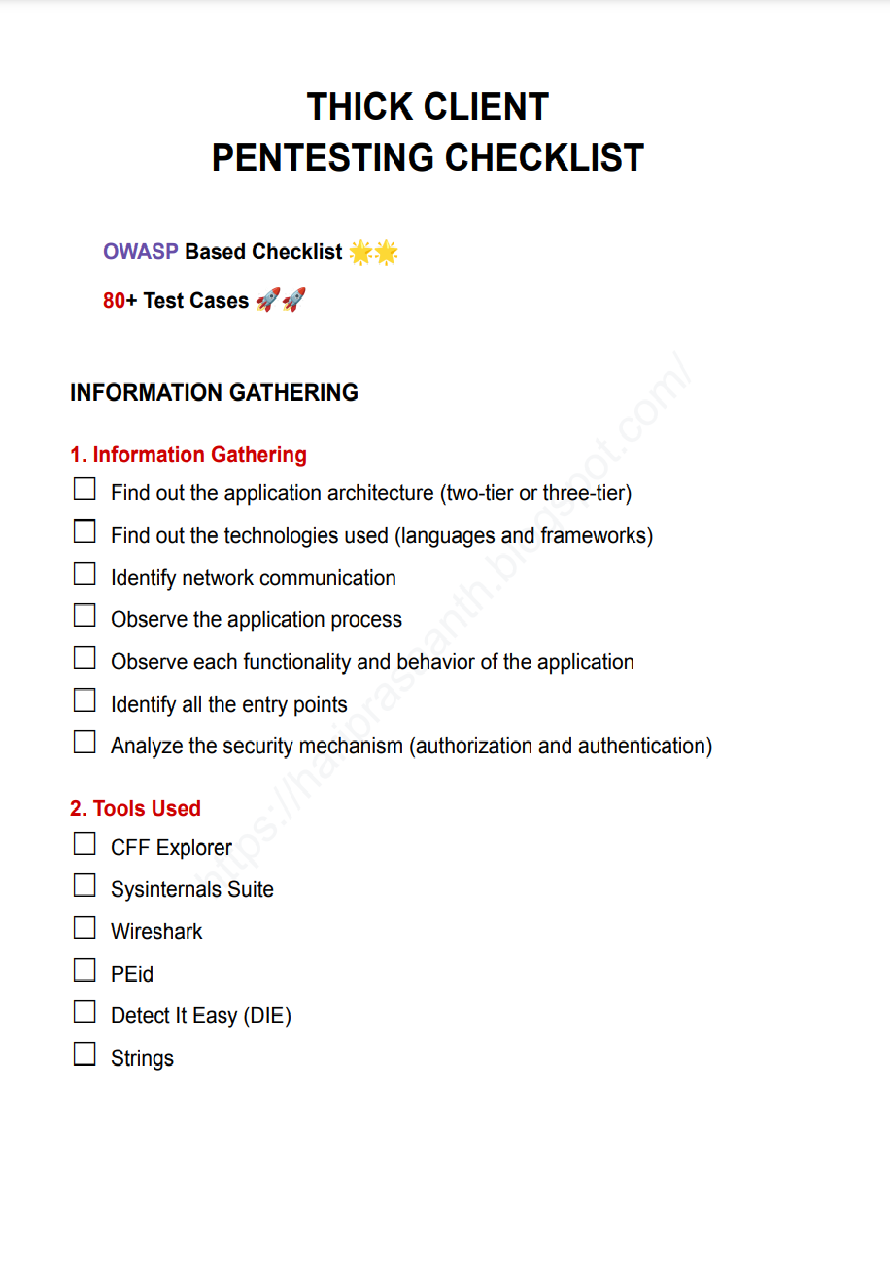 THICK CLIENT
PENTESTING CHECKLIST
OWASP Based Checklist 🌟🌟
80+ Test Cases 🚀🚀
INFORMATION GATHERING
1. Information Gathering
Find out the application architecture (two-tier or three-tier)
Find out the technologies used (languages and frameworks)
Identify network communication
Observe the application process
Observe each functionality and behavior of the application
Identify all the entry points
Analyze the security mechanism (authorization and authentication)
2. Tools Used
CFF Explorer
Sysinternals Suite
Wireshark
PEid
Detect It Easy (DIE)
Strings
https://hariprasaanth.blogspot.com/